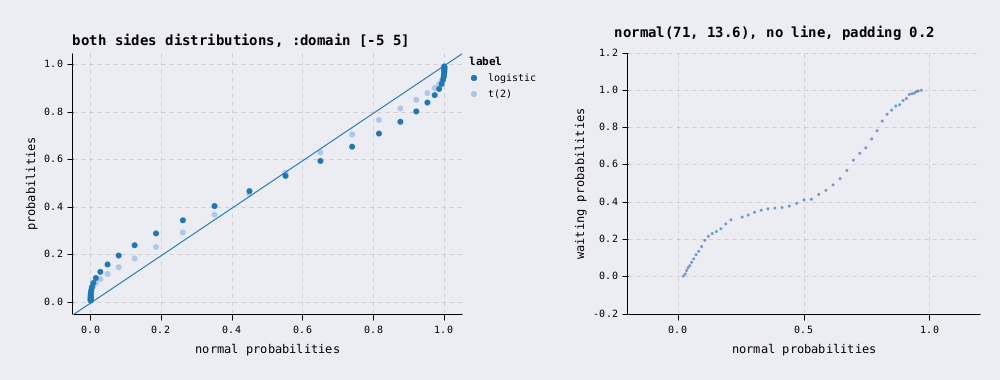 both sides distributions, :domain [-5 5]
probabilities
1.0
0.8
0.6
0.4
0.2
0.0
0.0 0.2 0.4 0.6 0.8 1.0
normal probabilities
label
logistic
t(2)
normal(71, 13.6), no line, padding 0.2
waiting probabilities
1.2
1.0
0.8
0.6
0.4
0.2
0.0
-0.2
0.0 0.5 1.0
normal probabilities